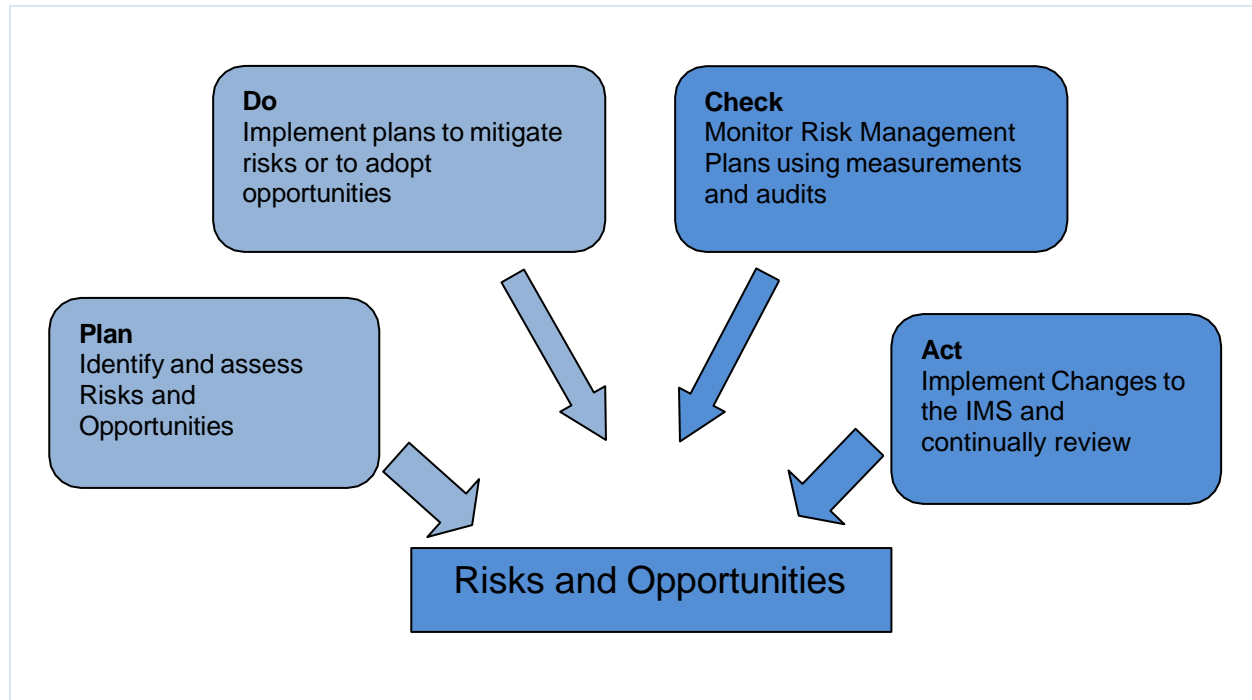 Do
Implement plans to mitigate
risks or to adopt
opportunities
Check
Monitor Risk Management
Plans using measurements
and audits
Plan
Identify and assess
Risks and
Opportunities
Act
Implement Changes to
the IMS and
continually review
Risks and Opportunities